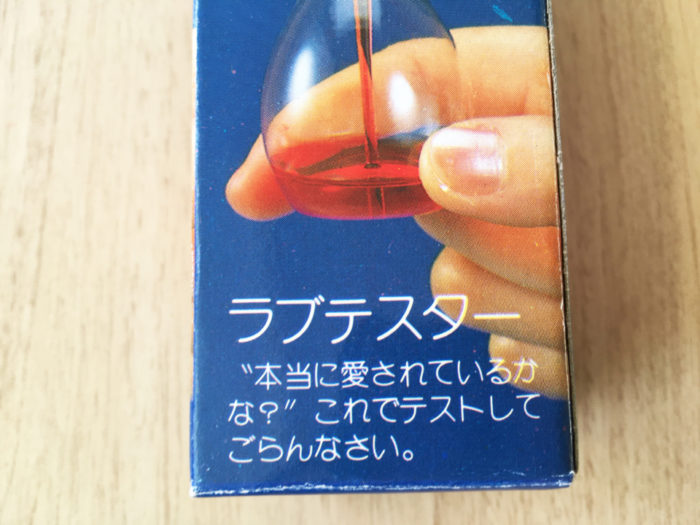 ラブテスター
〝本当に愛されているか
な?〟これでテストして
ごらんなさい。